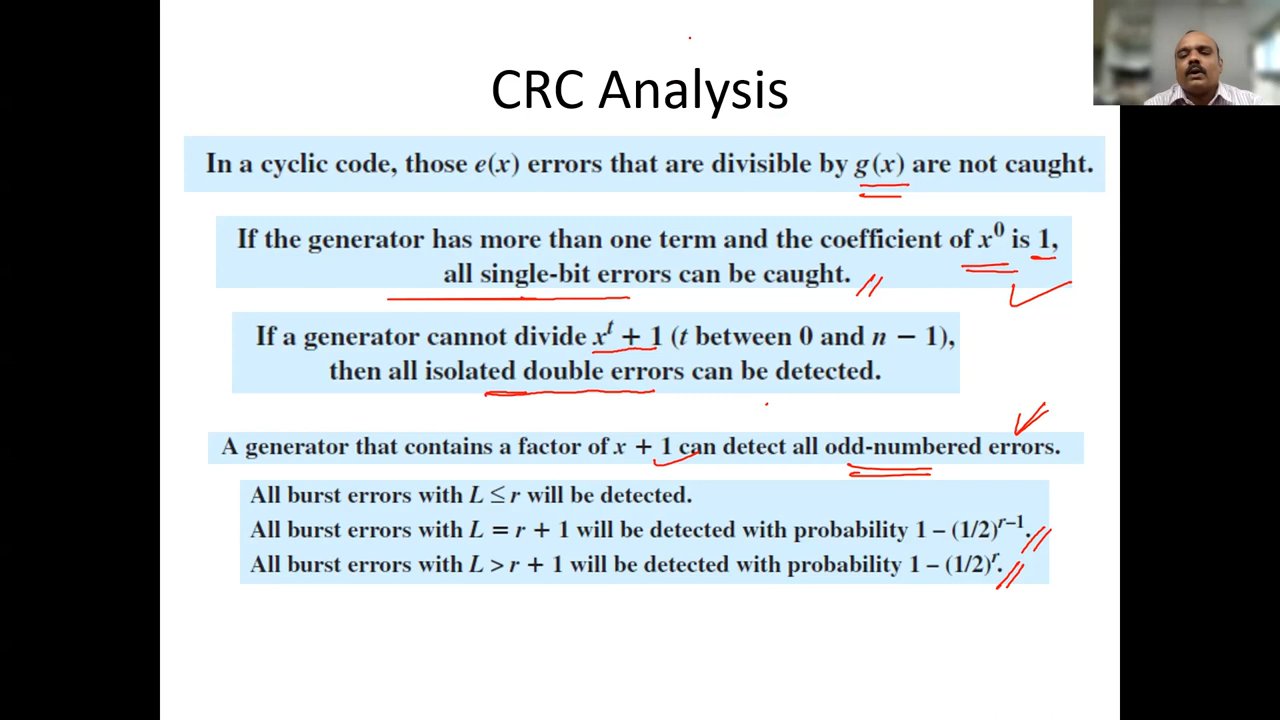 CRC Analysis
In a cyclic code, those e(x) errors that are divisible by g(x) are not caught.
If the generator has more than one term and the coefficient of x⁰ is 1,
all single-bit errors can be caught.
If a generator cannot divide xᵗ + 1 (t between 0 and n − 1),
then all isolated double errors can be detected.
A generator that contains a factor of x + 1 can detect all odd-numbered errors.
All burst errors with L ≤ r will be detected.
All burst errors with L = r + 1 will be detected with probability 1 – (1/2)ʳ⁻¹.
All burst errors with L > r + 1 will be detected with probability 1 – (1/2)ʳ.